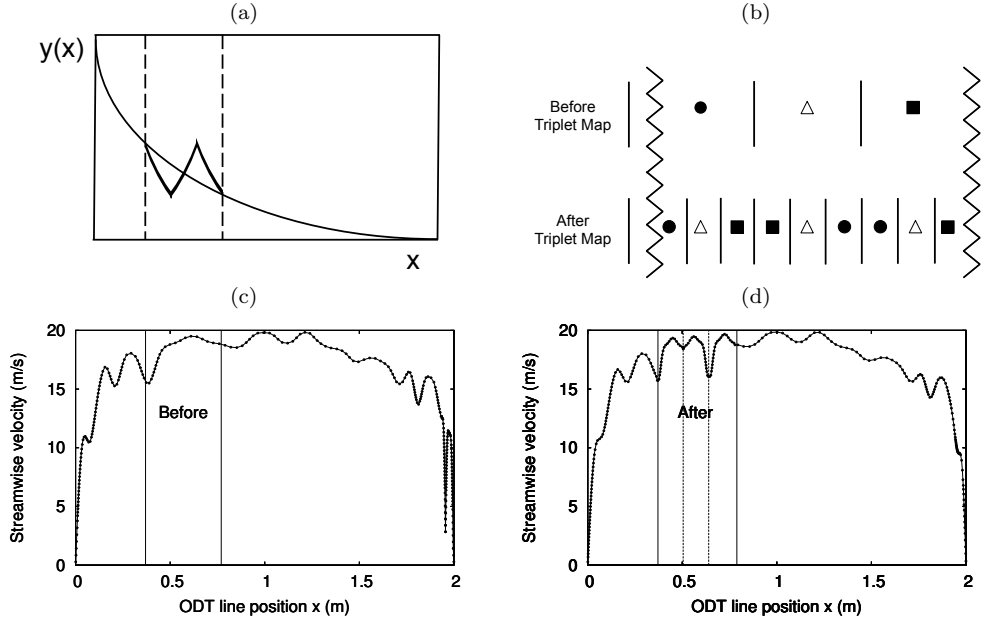 (a)
y(x)
x
(b)
Before
Triplet Map
After
Triplet Map
(c)
Streamwise velocity (m/s)
20
15
10
5
0
Before
0 0.5 1 1.5 2
ODT line position x (m)
(d)
Streamwise velocity (m/s)
20
15
10
5
0
After
0 0.5 1 1.5 2
ODT line position x (m)